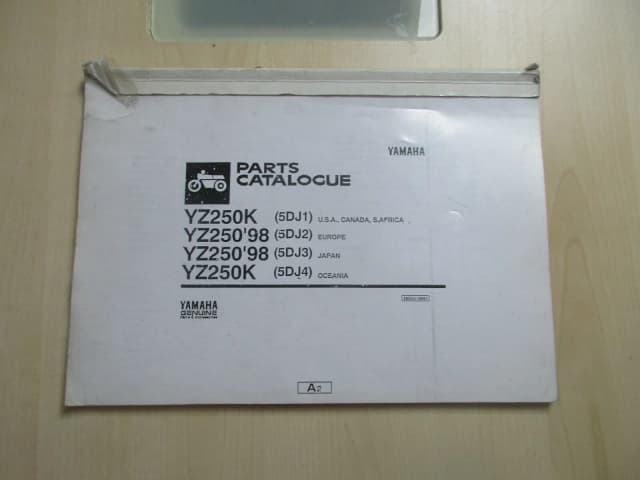 YAMAHA
PARTS
CATALOGUE
YZ250K (5DJ1) U.S.A., CANADA, S.AFRICA
YZ250'98 (5DJ2) EUROPE
YZ250'98 (5DJ3) JAPAN
YZ250K (5DJ4) OCEANIA
YAMAHA
GENUINE
A2